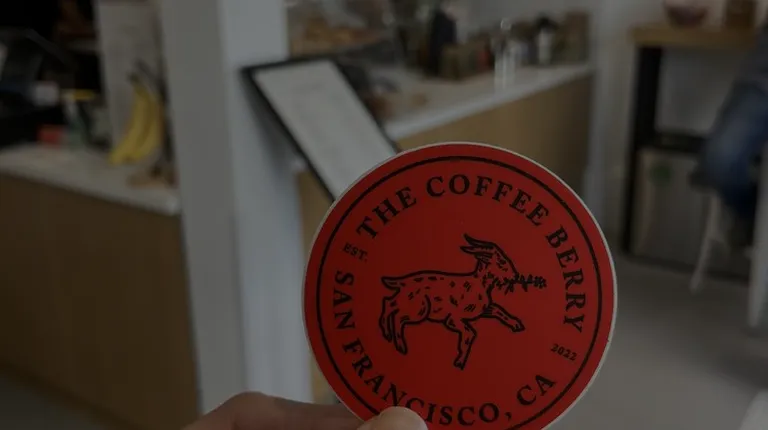 THE COFFEE BERRY
EST.
2022
SAN FRANCISCO, CA